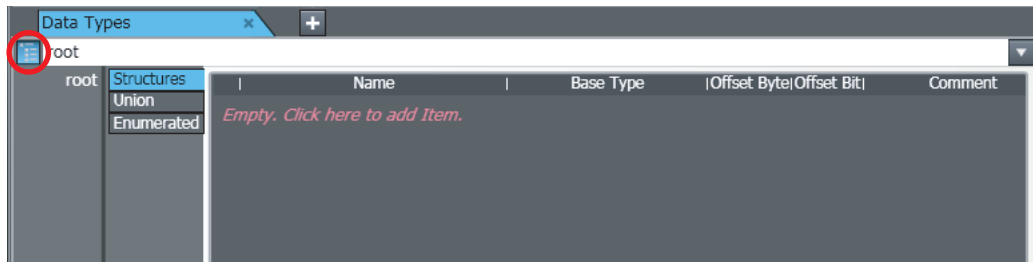 Data Types × +
root
root Structures | Name | Base Type |Offset Byte|Offset Bit| Comment
Union
Enumerated Empty. Click here to add Item.